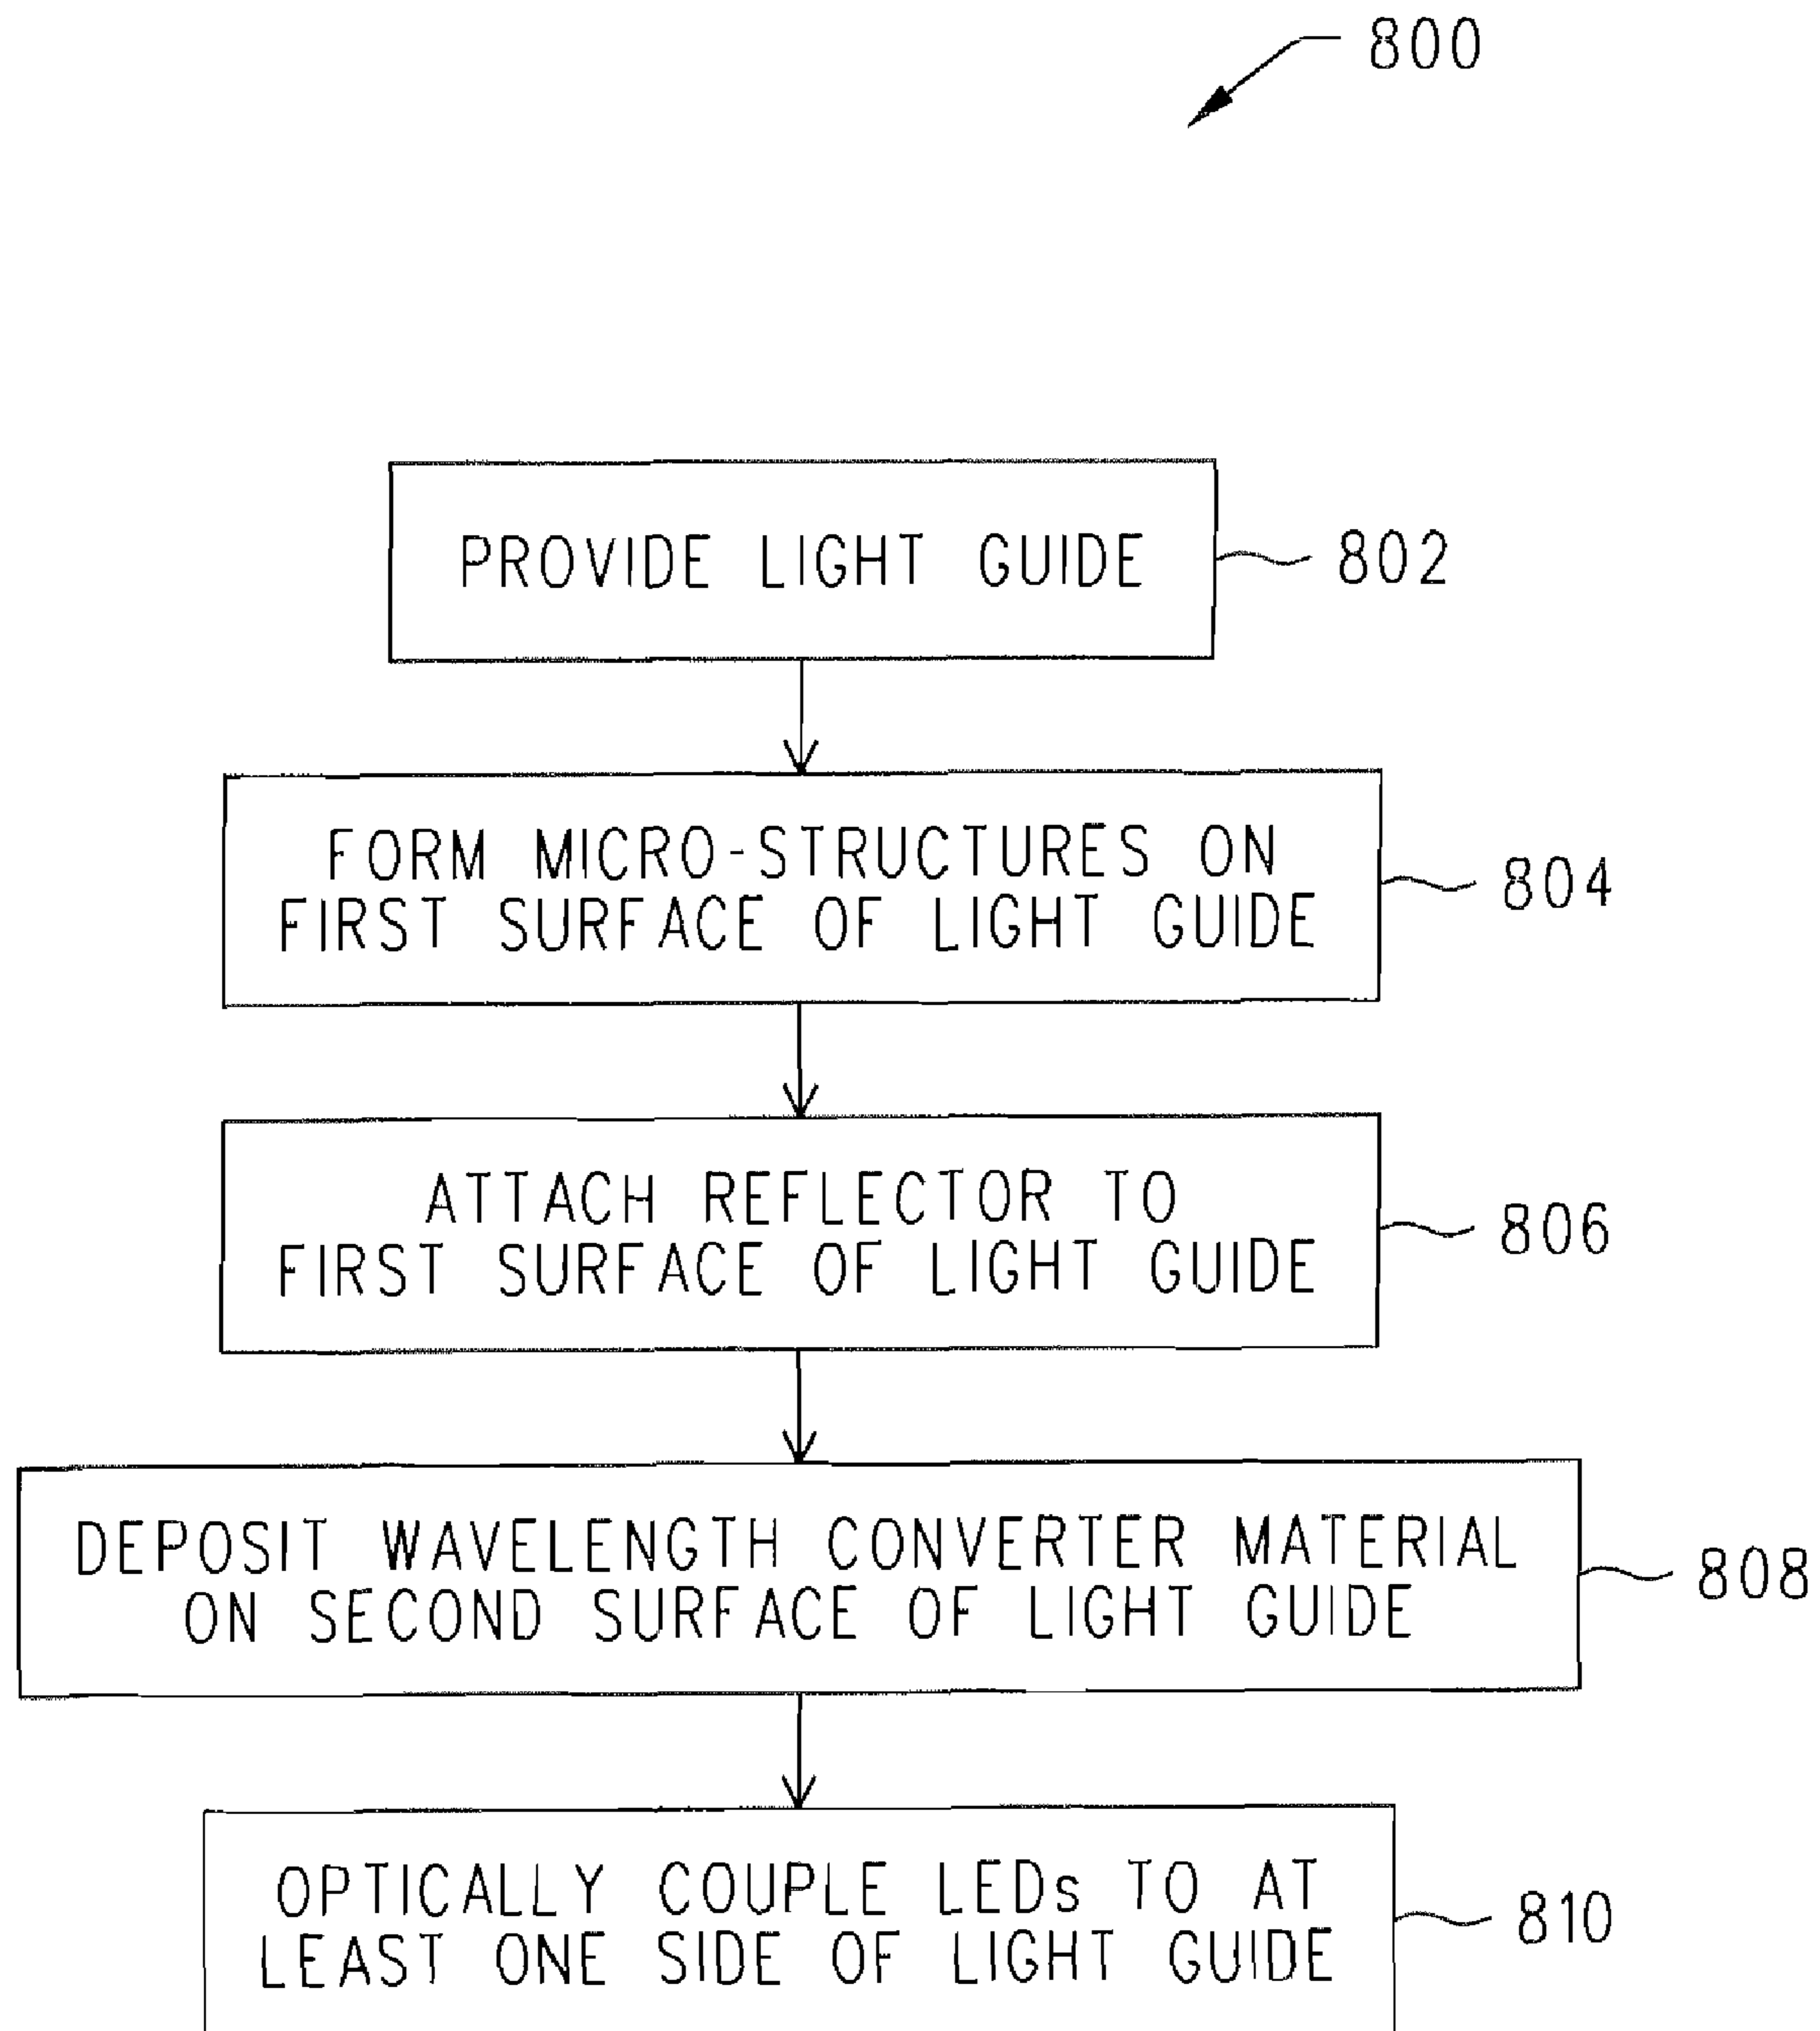 800
PROVIDE LIGHT GUIDE
802
FORM MICRO-STRUCTURES ON
FIRST SURFACE OF LIGHT GUIDE
804
ATTACH REFLECTOR TO
FIRST SURFACE OF LIGHT GUIDE
806
DEPOSIT WAVELENGTH CONVERTER MATERIAL
ON SECOND SURFACE OF LIGHT GUIDE
808
OPTICALLY COUPLE LEDs TO AT
LEAST ONE SIDE OF LIGHT GUIDE
810